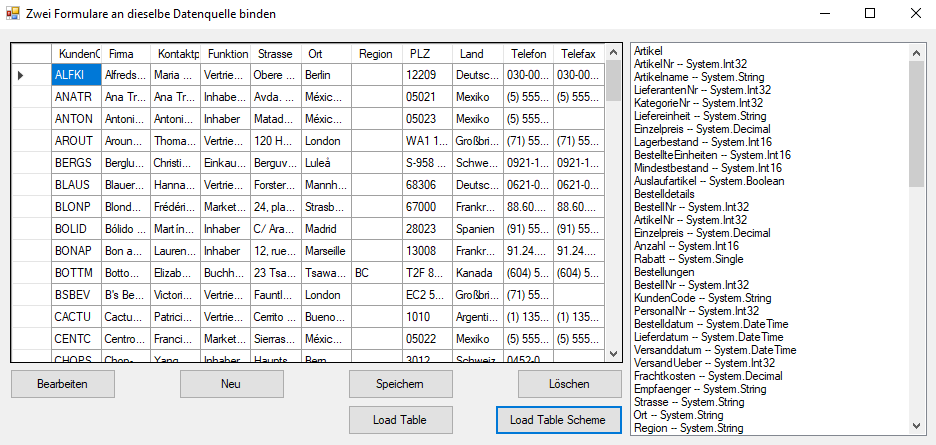 Zwei Formulare an dieselbe Datenquelle binden
KundenC Firma Kontaktp Funktion Strasse Ort Region PLZ Land Telefon Telefax
ALFKI Alfreds... Maria ... Vertrie... Obere ... Berlin 12209 Deutsc... 030-00... 030-00...
ANATR Ana Tr... Ana Tr... Inhabe... Avda. ... Méxic... 05021 Mexiko (5) 555... (5) 555...
ANTON Antoni... Antoni... Inhaber Matad... Méxic... 05023 Mexiko (5) 555...
AROUT Aroun... Thoma... Vertrie... 120 H... London WA1 1... Großbri... (71) 55... (71) 55...
BERGS Berglu... Christi... Einkau... Berguv... Luleå S-958 ... Schwe... 0921-1... 0921-1...
BLAUS Blauer... Hanna... Vertrie... Forster... Mannh... 68306 Deutsc... 0621-0... 0621-0...
BLONP Blond... Frédéri... Market... 24, pla... Strasb... 67000 Frankr... 88.60.... 88.60....
BOLID Bólido ... Martín... Inhaber C/ Ara... Madrid 28023 Spanien (91) 55... (91) 55...
BONAP Bon a... Lauren... Inhaber 12, rue... Marseille 13008 Frankr... 91.24.... 91.24....
BOTTM Botto... Elizab... Buchh... 23 Tsa... Tsawa... BC T2F 8... Kanada (604) 5... (604) 5...
BSBEV B's Be... Victori... Vertrie... Fauntl... London EC2 5... Großbri... (71) 55...
CACTU Cactu... Patrici... Vertrie... Cerrito ... Bueno... 1010 Argenti... (1) 135... (1) 135...
CENTC Centro... Franci... Market... Sierras... Méxic... 05022 Mexiko (5) 555... (5) 555...
CHOPS Chop-... Yang ... Inhaber Haupts... Bern 3012 Schweiz 0452-0...
Bearbeiten
Neu
Speichern
Löschen
Load Table
Load Table Scheme
Artikel
ArtikelNr -- System.Int32
Artikelname -- System.String
LieferantenNr -- System.Int32
KategorieNr -- System.Int32
Liefereinheit -- System.String
Einzelpreis -- System.Decimal
Lagerbestand -- System.Int16
BestellteEinheiten -- System.Int16
Mindestbestand -- System.Int16
Auslaufartikel -- System.Boolean
Bestelldetails
BestellNr -- System.Int32
ArtikelNr -- System.Int32
Einzelpreis -- System.Decimal
Anzahl -- System.Int16
Rabatt -- System.Single
Bestellungen
BestellNr -- System.Int32
KundenCode -- System.String
PersonalNr -- System.Int32
Bestelldatum -- System.DateTime
Lieferdatum -- System.DateTime
Versanddatum -- System.DateTime
VersandUeber -- System.Int32
Frachtkosten -- System.Decimal
Empfaenger -- System.String
Strasse -- System.String
Ort -- System.String
Region -- System.String